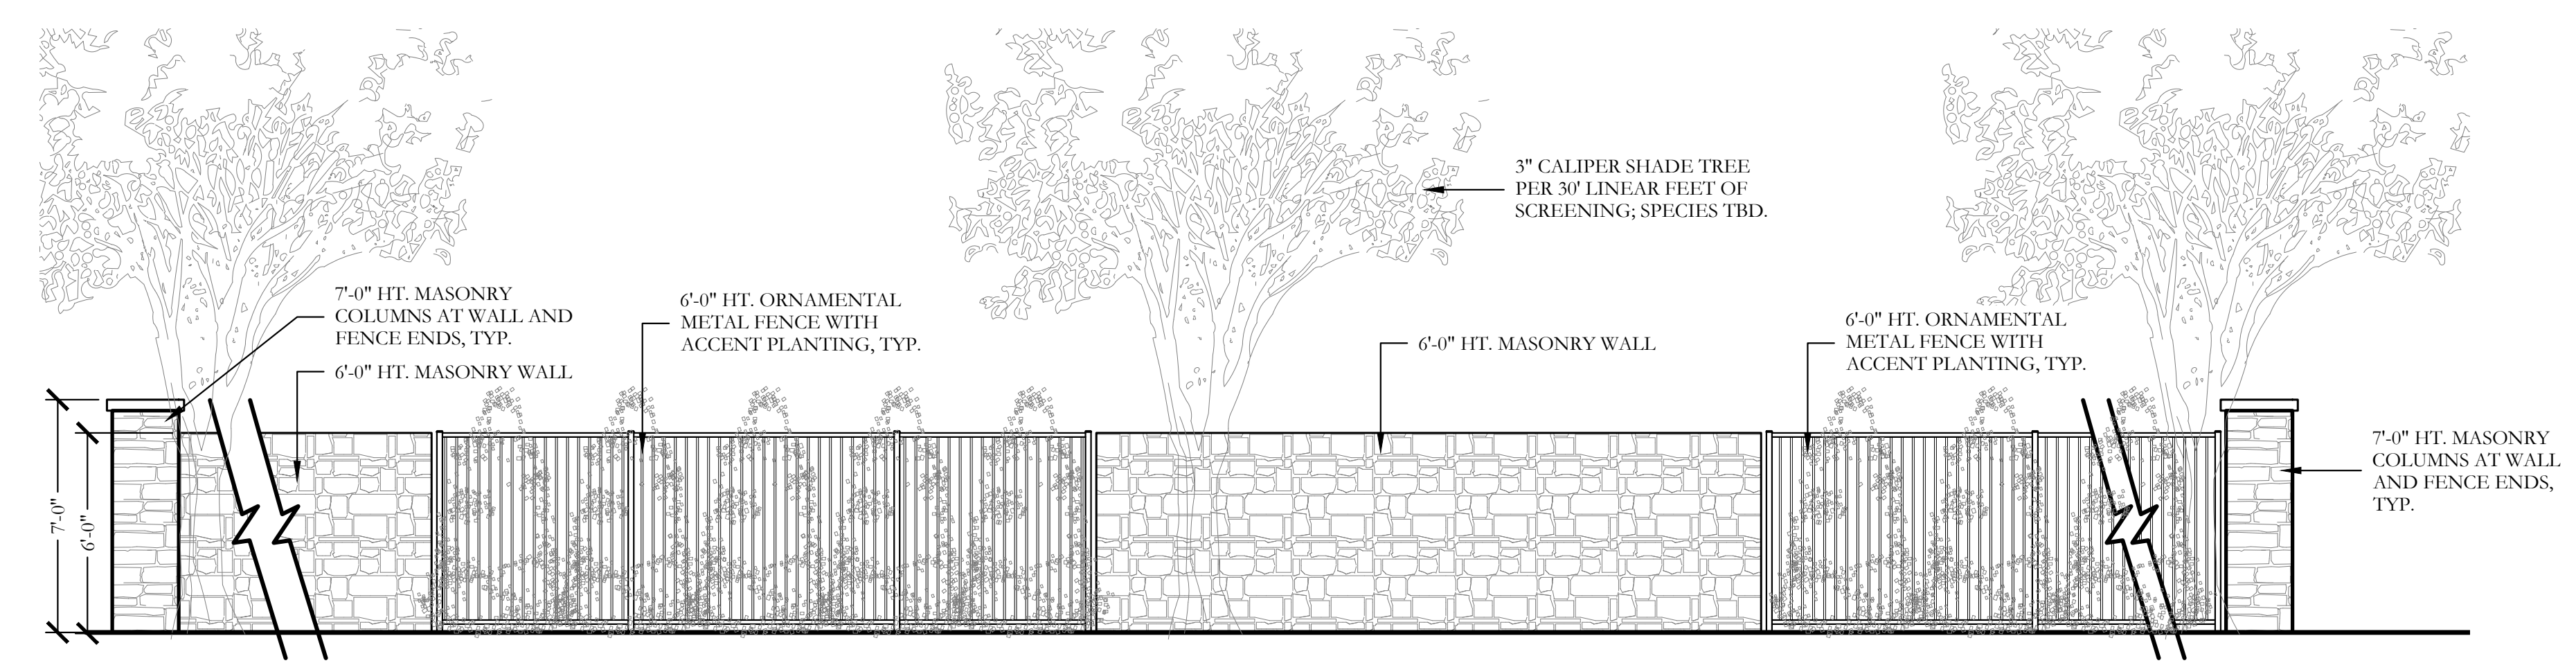 3" CALIPER SHADE TREE
PER 30' LINEAR FEET OF
SCREENING; SPECIES TBD.
7'-0" HT. MASONRY
COLUMNS AT WALL AND
FENCE ENDS, TYP.
6'-0" HT. MASONRY WALL
6'-0" HT. ORNAMENTAL
METAL FENCE WITH
ACCENT PLANTING, TYP.
6'-0" HT. MASONRY WALL
6'-0" HT. ORNAMENTAL
METAL FENCE WITH
ACCENT PLANTING, TYP.
7'-0" HT. MASONRY
COLUMNS AT WALL
AND FENCE ENDS,
TYP.
7'-0"
6'-0"